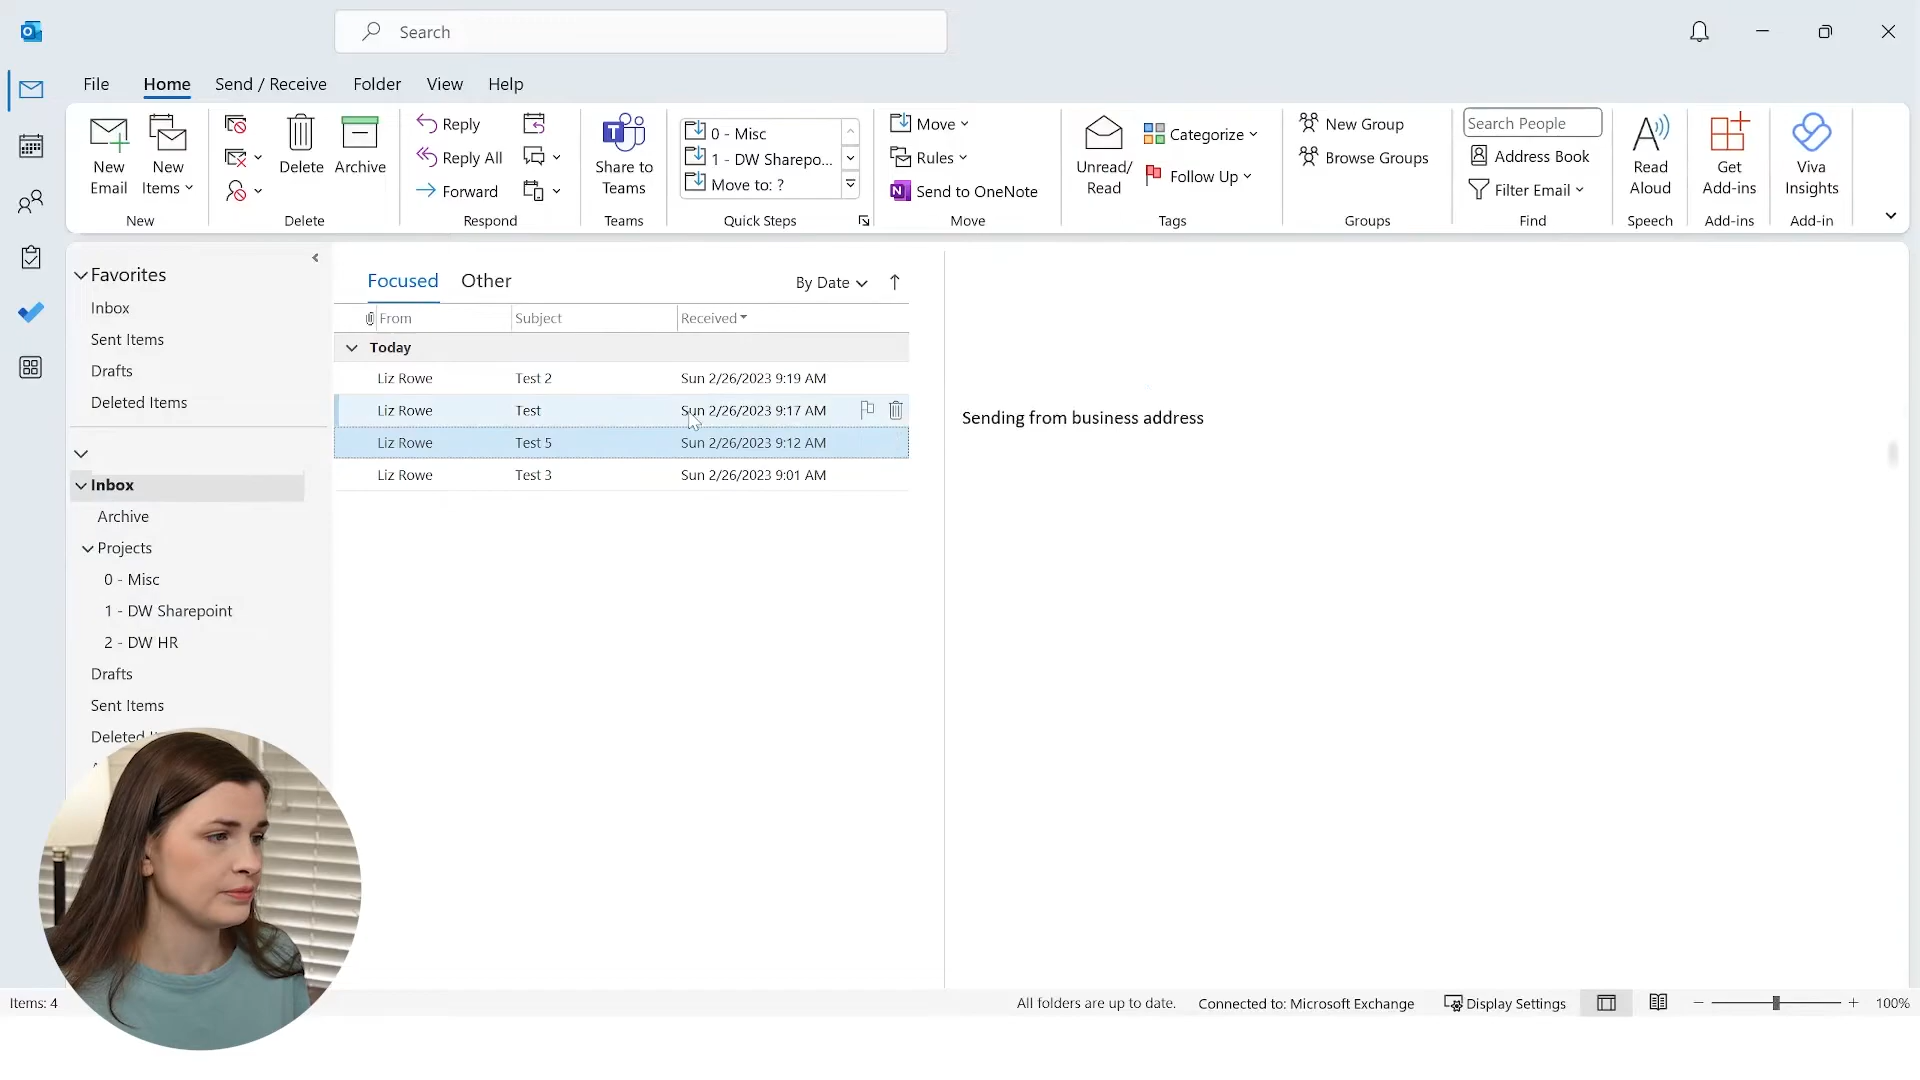 Search
File Home Send / Receive Folder View Help
New Email
New Items
Delete
Archive
Reply
Reply All
Forward
Share to Teams
0 - Misc
1 - DW Sharepo...
Move to: ?
Move
Rules
Send to OneNote
Unread/ Read
Categorize
Follow Up
New Group
Browse Groups
Search People
Address Book
Filter Email
Read Aloud
Get Add-ins
Viva Insights
New Delete Respond Teams Quick Steps Move Tags Groups Find Speech Add-ins Add-in
Favorites
Inbox
Sent Items
Drafts
Deleted Items
Inbox
Archive
Projects
0 - Misc
1 - DW Sharepoint
2 - DW HR
Drafts
Sent Items
Deleted
Focused Other By Date
From Subject Received
Today
Liz Rowe Test 2 Sun 2/26/2023 9:19 AM
Liz Rowe Test Sun 2/26/2023 9:17 AM
Liz Rowe Test 5 Sun 2/26/2023 9:12 AM
Liz Rowe Test 3 Sun 2/26/2023 9:01 AM
Sending from business address
Items: 4 All folders are up to date. Connected to: Microsoft Exchange Display Settings 100%